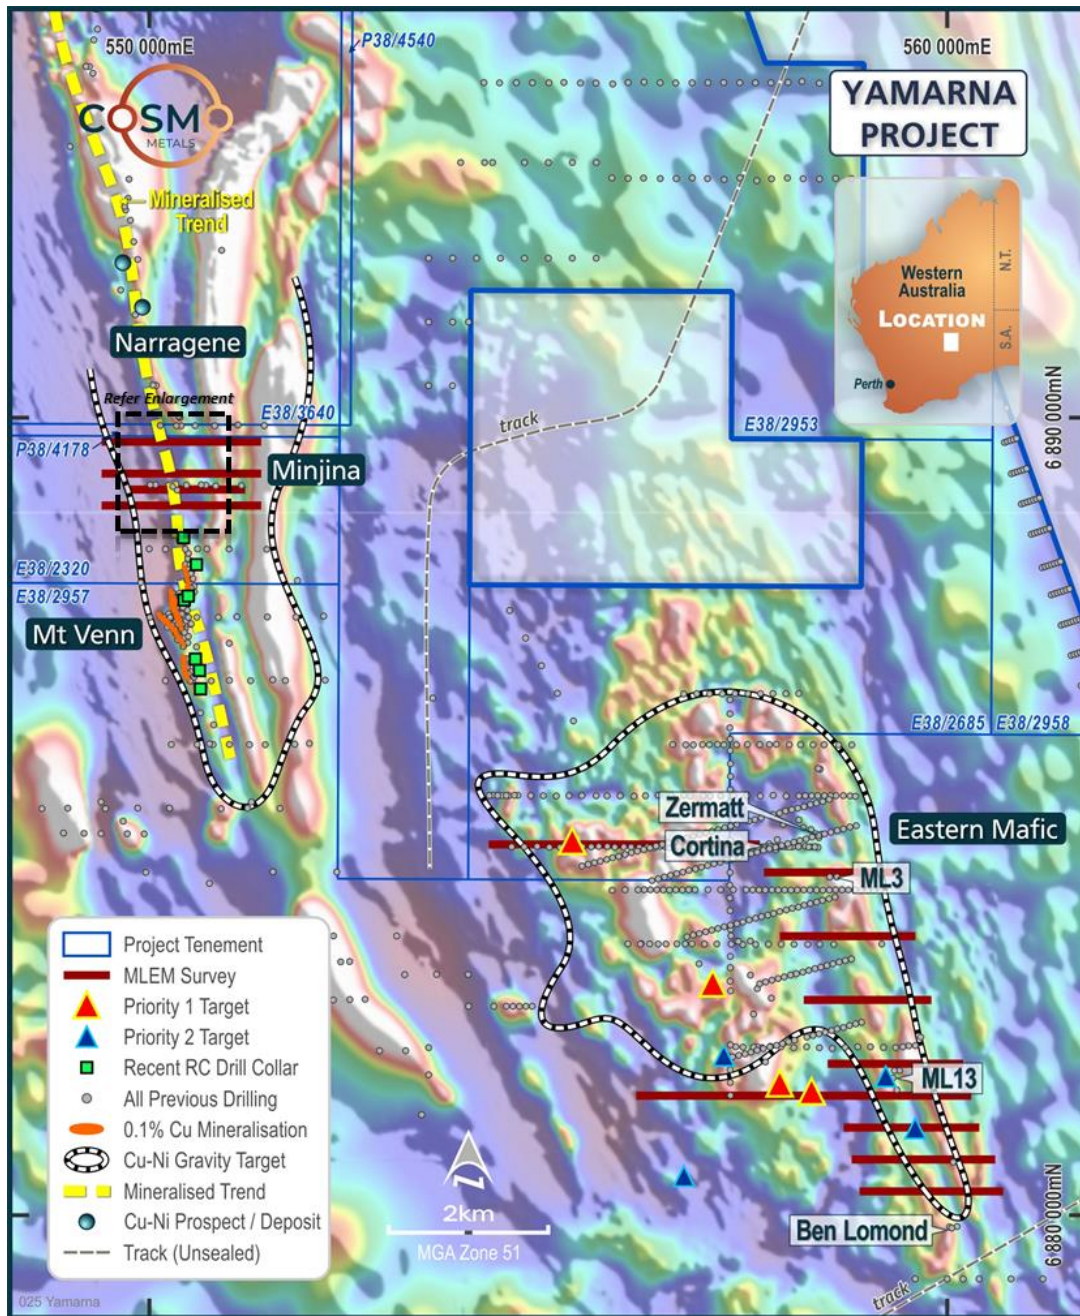 550 000mE
P38/4540
560 000mE
COSMO
METALS
YAMARNA
PROJECT
Mineralised
Trend
Western
Australia
N.T.
LOCATION
S.A.
Perth
Narragene
Refer Enlargement
E38/3640
track
E38/2953
P38/4178
Minjina
6 890 000mN
E38/2320
E38/2957
Mt Venn
E38/2685
E38/2958
Zermatt
Cortina
Eastern Mafic
ML3
Project Tenement
MLEM Survey
Priority 1 Target
Priority 2 Target
Recent RC Drill Collar
All Previous Drilling
0.1% Cu Mineralisation
Cu-Ni Gravity Target
Mineralised Trend
Cu-Ni Prospect / Deposit
Track (Unsealed)
ML13
N
2km
MGA Zone 51
Ben Lomond
6 880 000mN
track
025 Yamarna